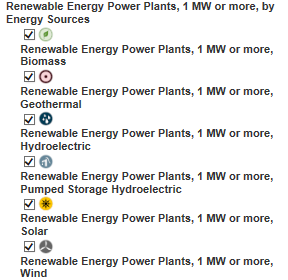 Renewable Energy Power Plants, 1 MW or more, by
Energy Sources
Renewable Energy Power Plants, 1 MW or more,
Biomass
Renewable Energy Power Plants, 1 MW or more,
Geothermal
Renewable Energy Power Plants, 1 MW or more,
Hydroelectric
Renewable Energy Power Plants, 1 MW or more,
Pumped Storage Hydroelectric
Renewable Energy Power Plants, 1 MW or more,
Solar
Renewable Energy Power Plants, 1 MW or more,
Wind